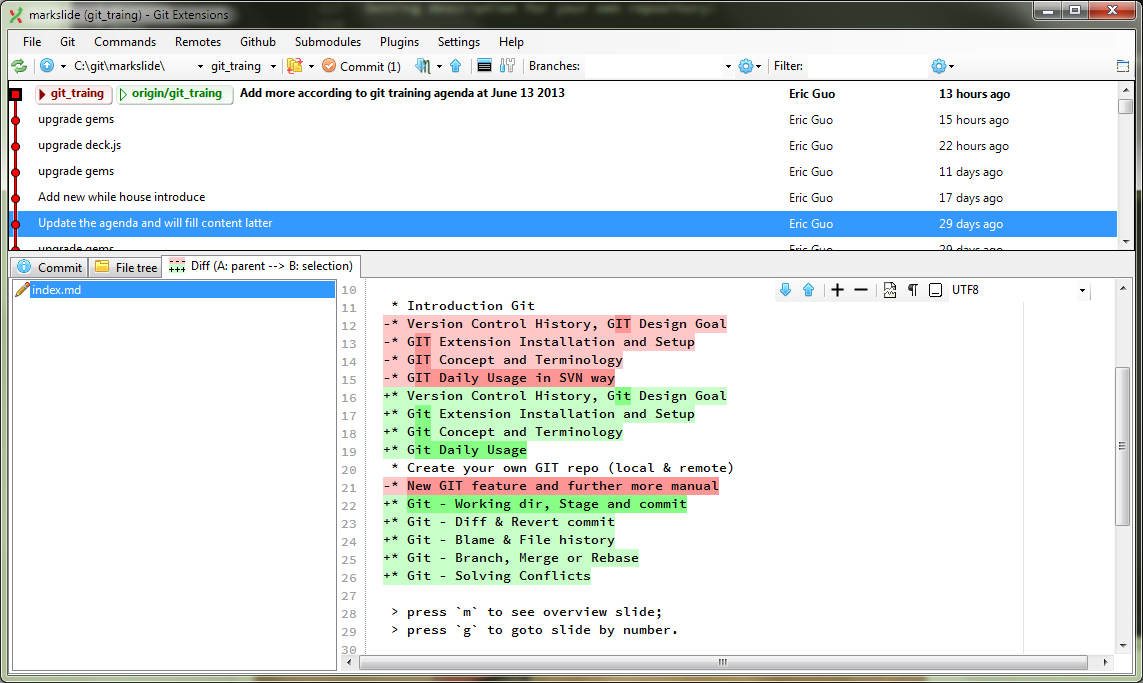 markslide (git_traing) - Git Extensions
File Git Commands Remotes Github Submodules Plugins Settings Help
C:\git\markslide\ git_traing Commit (1) Branches: Filter:
git_traing origin/git_traing Add more according to git training agenda at June 13 2013 Eric Guo 13 hours ago
upgrade gems Eric Guo 15 hours ago
upgrade deck.js Eric Guo 22 hours ago
upgrade gems Eric Guo 11 days ago
Add new while house introduce Eric Guo 17 days ago
Update the agenda and will fill content latter Eric Guo 29 days ago
upgrade gems Eric Guo 29 days ago
Commit File tree Diff (A: parent --> B: selection)
index.md
UTF8
10
11 * Introduction Git
12 -* Version Control History, GIT Design Goal
13 -* GIT Extension Installation and Setup
14 -* GIT Concept and Terminology
15 -* GIT Daily Usage in SVN way
16 +* Version Control History, Git Design Goal
17 +* Git Extension Installation and Setup
18 +* Git Concept and Terminology
19 +* Git Daily Usage
20 * Create your own GIT repo (local & remote)
21 -* New GIT feature and further more manual
22 +* Git - Working dir, Stage and commit
23 +* Git - Diff & Revert commit
24 +* Git - Blame & File history
25 +* Git - Branch, Merge or Rebase
26 +* Git - Solving Conflicts
27
28 > press `m` to see overview slide;
29 > press `g` to goto slide by number.
30